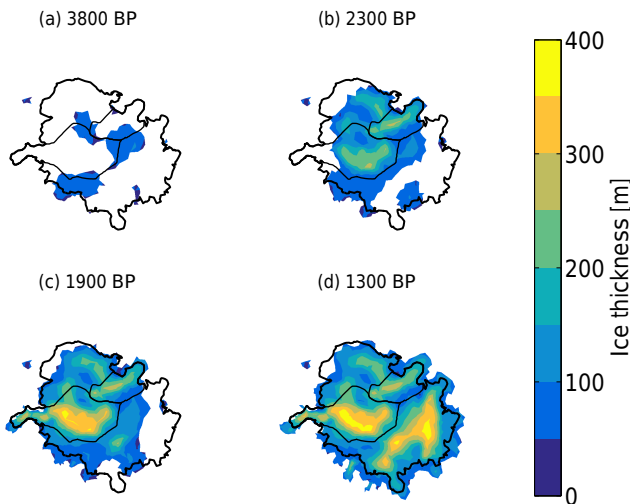 (a) 3800 BP
(b) 2300 BP
(c) 1900 BP
(d) 1300 BP
400
300
200
100
0
Ice thickness [m]